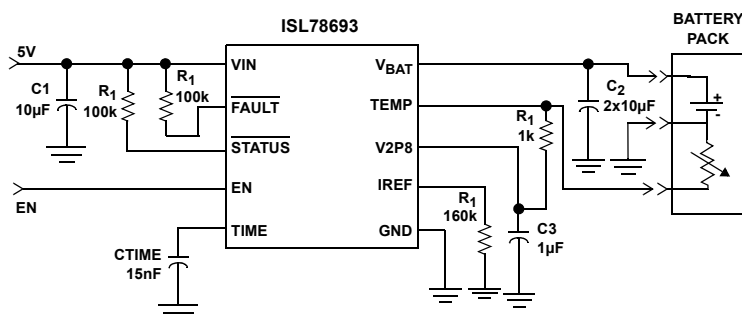 ISL78693
BATTERY
PACK
5V
VIN
VBAT
C1
10µF
R1
100k
R1
100k
FAULT
TEMP
C2
2x10µF
+
-
R1
1k
STATUS
V2P8
EN
EN
IREF
R1
160k
TIME
GND
C3
1µF
CTIME
15nF